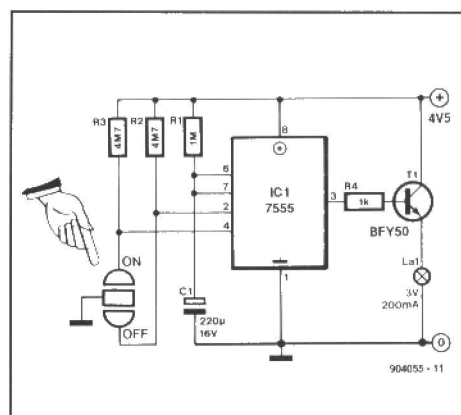 R3
4M7
R2
4M7
R1
1M
8
+
4V5
6
7
2
4
IC1
7555
3
R4
1k
T1
BFY50
ON
OFF
C1
220µ
16V
1
La1
3V
200mA
0
904055 - 11